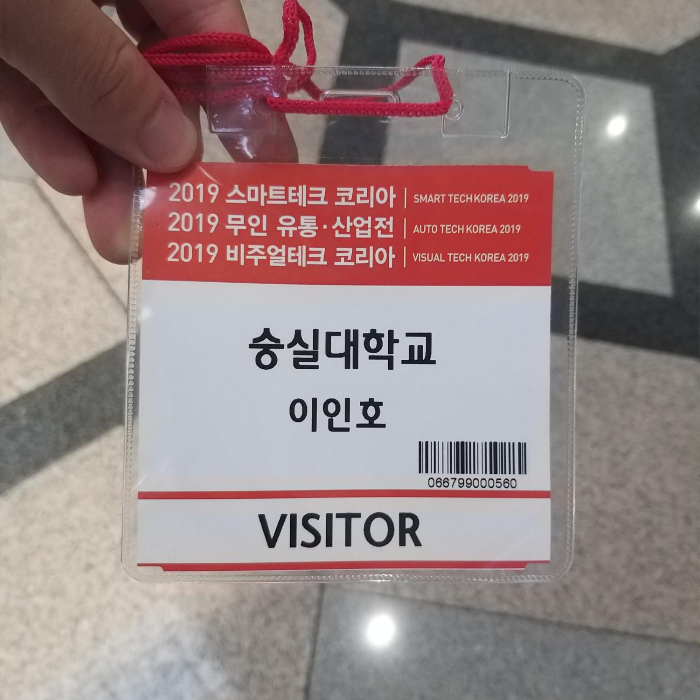 2019 스마트테크 코리아 | SMART TECH KOREA 2019
2019 무인 유통·산업전 | AUTO TECH KOREA 2019
2019 비주얼테크 코리아 | VISUAL TECH KOREA 2019
숭실대학교
이인호
066799000560
VISITOR